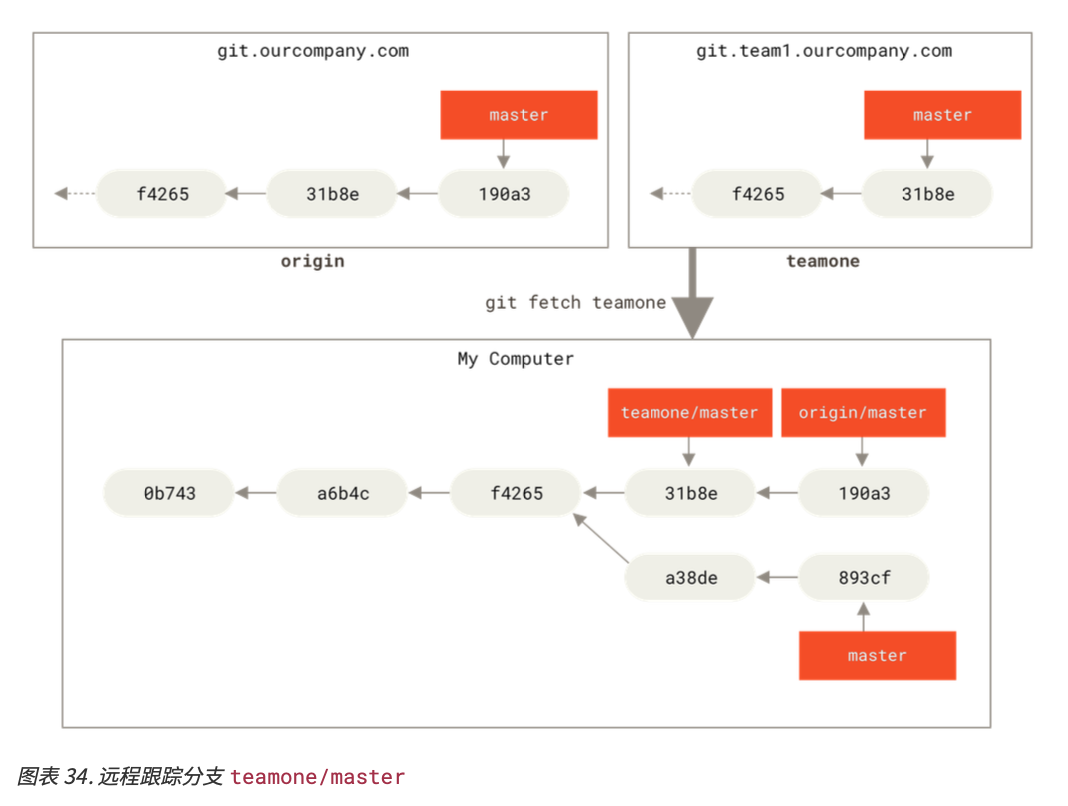 git.ourcompany.com
master
f4265
31b8e
190a3
origin
git.team1.ourcompany.com
master
f4265
31b8e
teamone
git fetch teamone
My Computer
teamone/master
origin/master
0b743
a6b4c
f4265
31b8e
190a3
a38de
893cf
master
图表 34. 远程跟踪分支 teamone/master